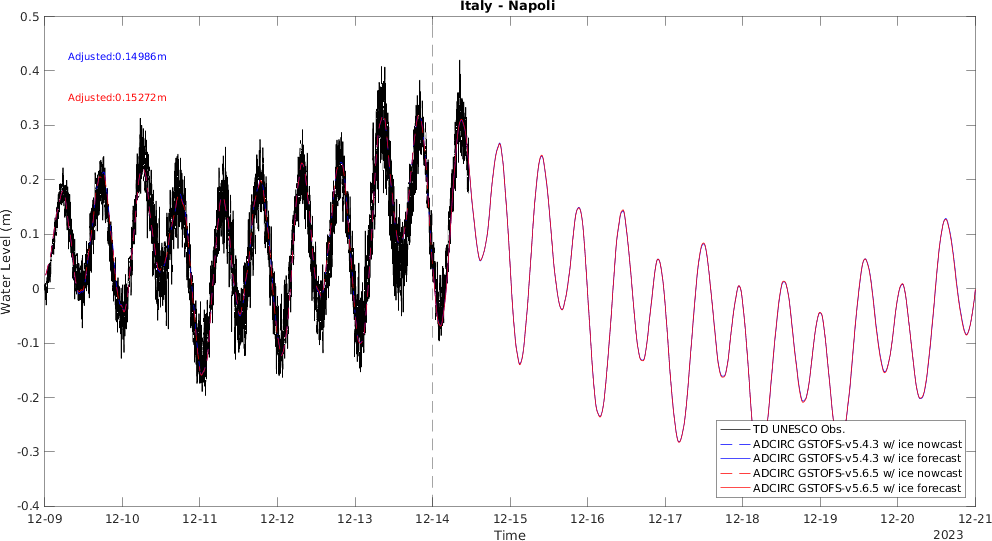 Italy - Napoli
0.5
0.4
0.3
0.2
0.1
0
-0.1
-0.2
-0.3
-0.4
Water Level (m)
Adjusted:0.14986m
Adjusted:0.15272m
TD UNESCO Obs.
ADCIRC GSTOFS-v5.4.3 w/ ice nowcast
ADCIRC GSTOFS-v5.4.3 w/ ice forecast
ADCIRC GSTOFS-v5.6.5 w/ ice nowcast
ADCIRC GSTOFS-v5.6.5 w/ ice forecast
12-09 12-10 12-11 12-12 12-13 12-14 12-15 12-16 12-17 12-18 12-19 12-20 12-21
Time
2023